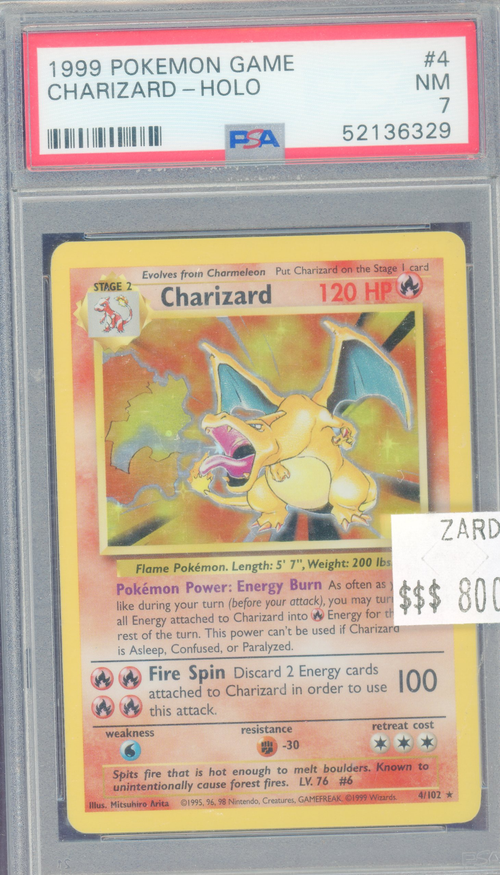 1999 POKEMON GAME #4
CHARIZARD – HOLO NM
7
PSA 52136329
Evolves from Charmeleon Put Charizard on the Stage 1 card
STAGE 2
Charizard 120 HP
Flame Pokémon. Length: 5' 7", Weight: 200 lbs
ZARD
$$$ 800
Pokémon Power: Energy Burn As often as
like during your turn (before your attack), you may tur
all Energy attached to Charizard into Energy for th
rest of the turn. This power can't be used if Charizard
is Asleep, Confused, or Paralyzed.
Fire Spin Discard 2 Energy cards
attached to Charizard in order to use 100
this attack.
weakness resistance retreat cost
-30
Spits fire that is hot enough to melt boulders. Known to
unintentionally cause forest fires. LV. 76 #6
Illus. Mitsuhiro Arita ©1995, 96, 98 Nintendo, Creatures, GAMEFREAK. ©1999 Wizards. 4/102 ★